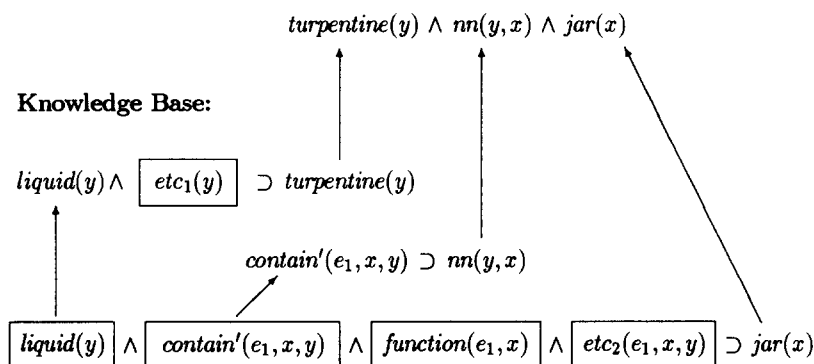 turpentine(y) ∧ nn(y, x) ∧ jar(x)
Knowledge Base:
liquid(y) ∧ etc₁(y) ⊃ turpentine(y)
contain′(e₁, x, y) ⊃ nn(y, x)
liquid(y) ∧ contain′(e₁, x, y) ∧ function(e₁, x) ∧ etc₂(e₁, x, y) ⊃ jar(x)